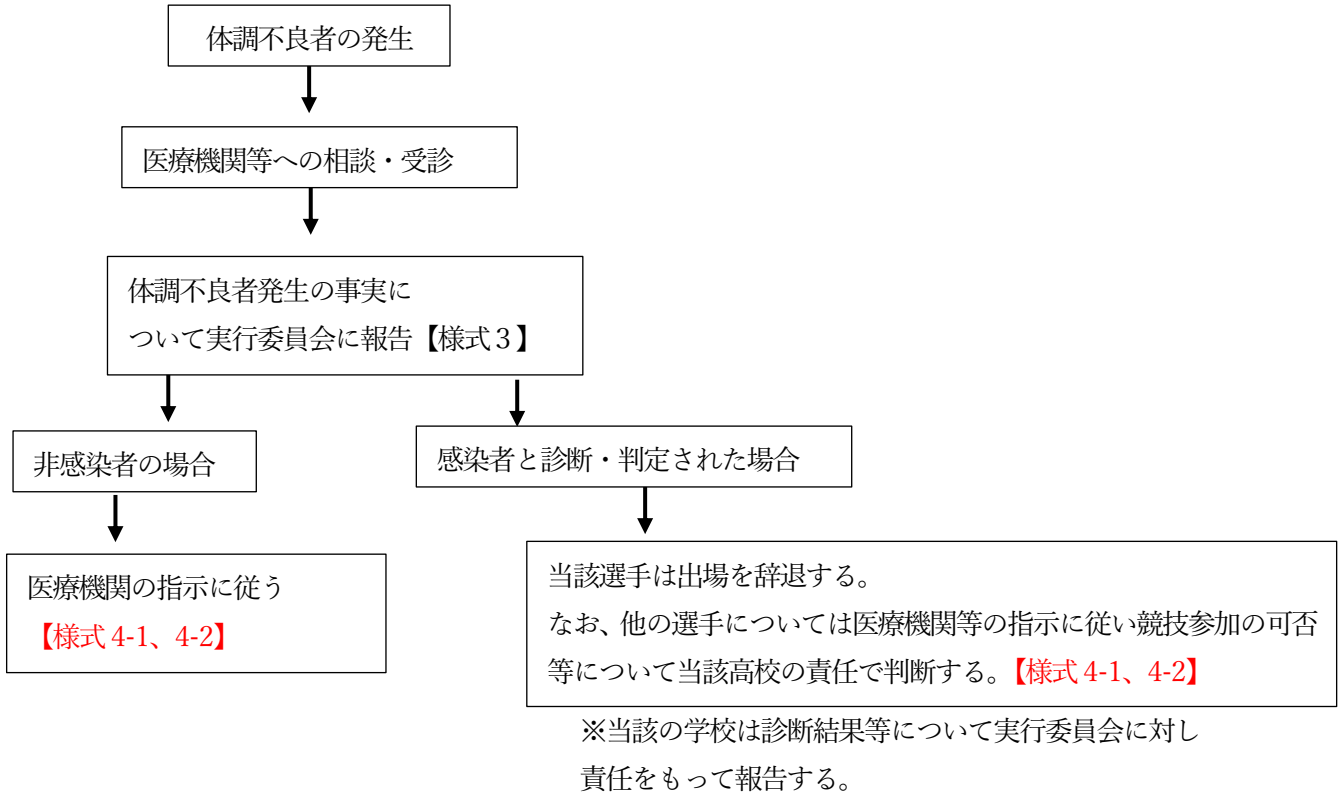 体調不良者の発生
医療機関等への相談・受診
体調不良者発生の事実に
ついて実行委員会に報告【様式３】
非感染者の場合
感染者と診断・判定された場合
医療機関の指示に従う
【様式 4-1、4-2】
当該選手は出場を辞退する。
なお、他の選手については医療機関等の指示に従い競技参加の可否
等について当該高校の責任で判断する。【様式 4-1、4-2】
※当該の学校は診断結果等について実行委員会に対し
責任をもって報告する。